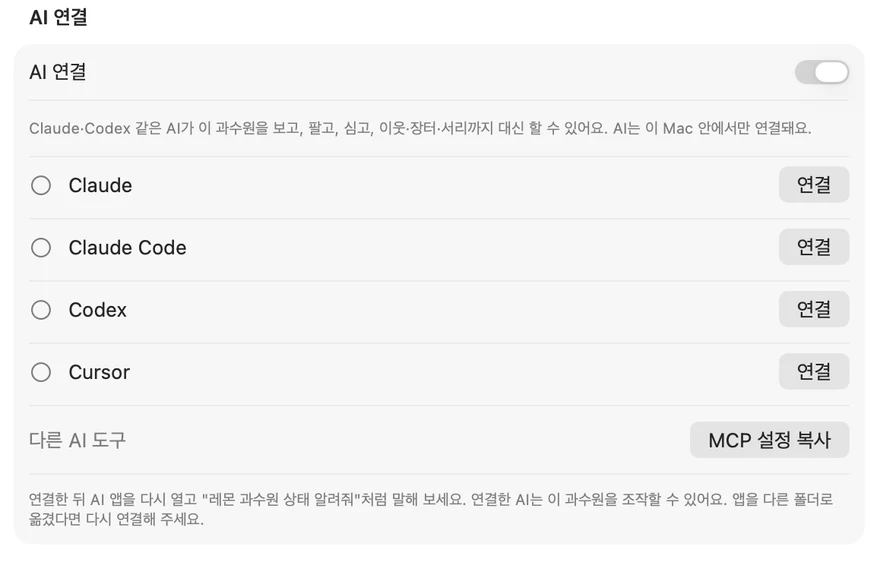 AI 연결
AI 연결
Claude·Codex 같은 AI가 이 과수원을 보고, 팔고, 심고, 이웃·장터·서리까지 대신 할 수 있어요. AI는 이 Mac 안에서만 연결돼요.
Claude 연결
Claude Code 연결
Codex 연결
Cursor 연결
다른 AI 도구 MCP 설정 복사
연결한 뒤 AI 앱을 다시 열고 "레몬 과수원 상태 알려줘"처럼 말해 보세요. 연결한 AI는 이 과수원을 조작할 수 있어요. 앱을 다른 폴더로
옮겼다면 다시 연결해 주세요.